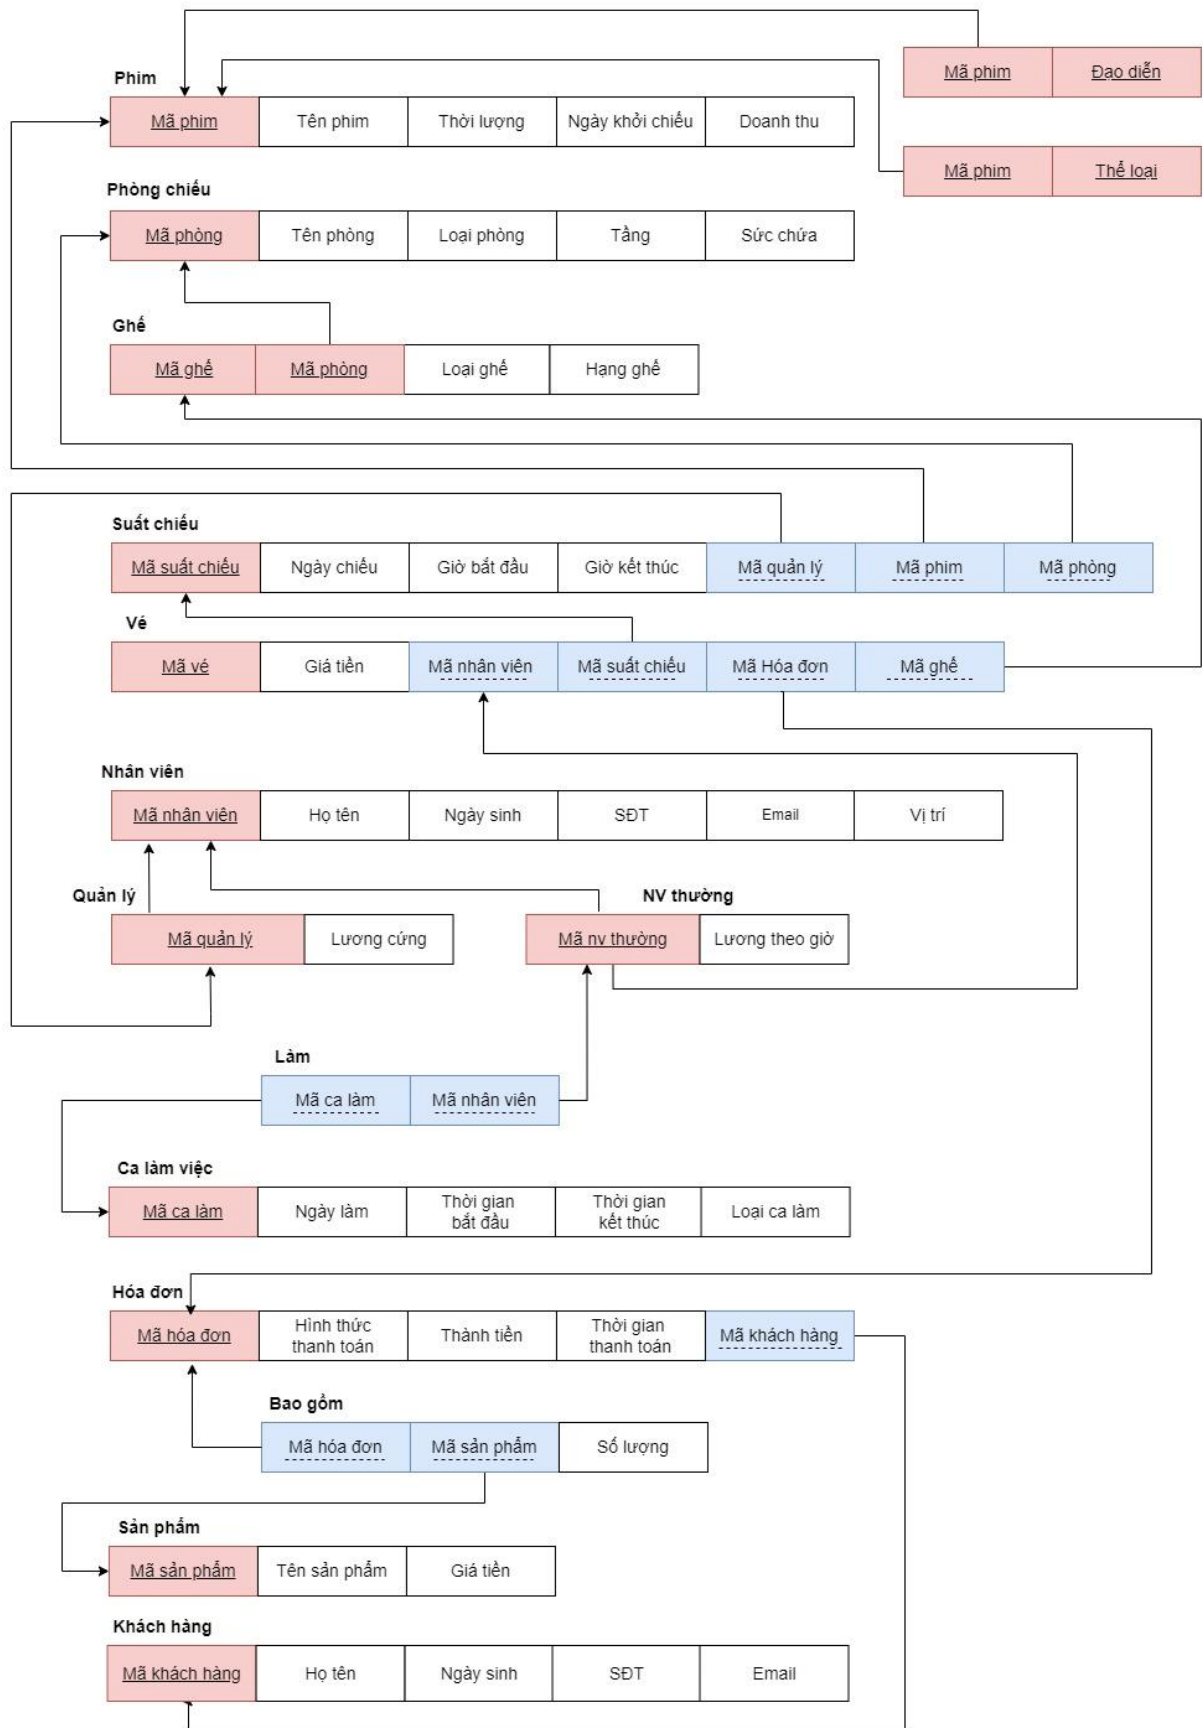 Mã phim Đạo diễn
Phim
Mã phim Tên phim Thời lượng Ngày khởi chiếu Doanh thu
Mã phim Thể loại
Phòng chiếu
Mã phòng Tên phòng Loại phòng Tầng Sức chứa
Ghế
Mã ghế Mã phòng Loại ghế Hạng ghế
Suất chiếu
Mã suất chiếu Ngày chiếu Giờ bắt đầu Giờ kết thúc Mã quản lý Mã phim Mã phòng
Vé
Mã vé Giá tiền Mã nhân viên Mã suất chiếu Mã Hóa đơn Mã ghế
Nhân viên
Mã nhân viên Họ tên Ngày sinh SĐT Email Vị trí
Quản lý NV thường
Mã quản lý Lương cứng Mã nv thường Lương theo giờ
Làm
Mã ca làm Mã nhân viên
Ca làm việc
Mã ca làm Ngày làm Thời gian bắt đầu Thời gian kết thúc Loại ca làm
Hóa đơn
Mã hóa đơn Hình thức thanh toán Thành tiền Thời gian thanh toán Mã khách hàng
Bao gồm
Mã hóa đơn Mã sản phẩm Số lượng
Sản phẩm
Mã sản phẩm Tên sản phẩm Giá tiền
Khách hàng
Mã khách hàng Họ tên Ngày sinh SĐT Email